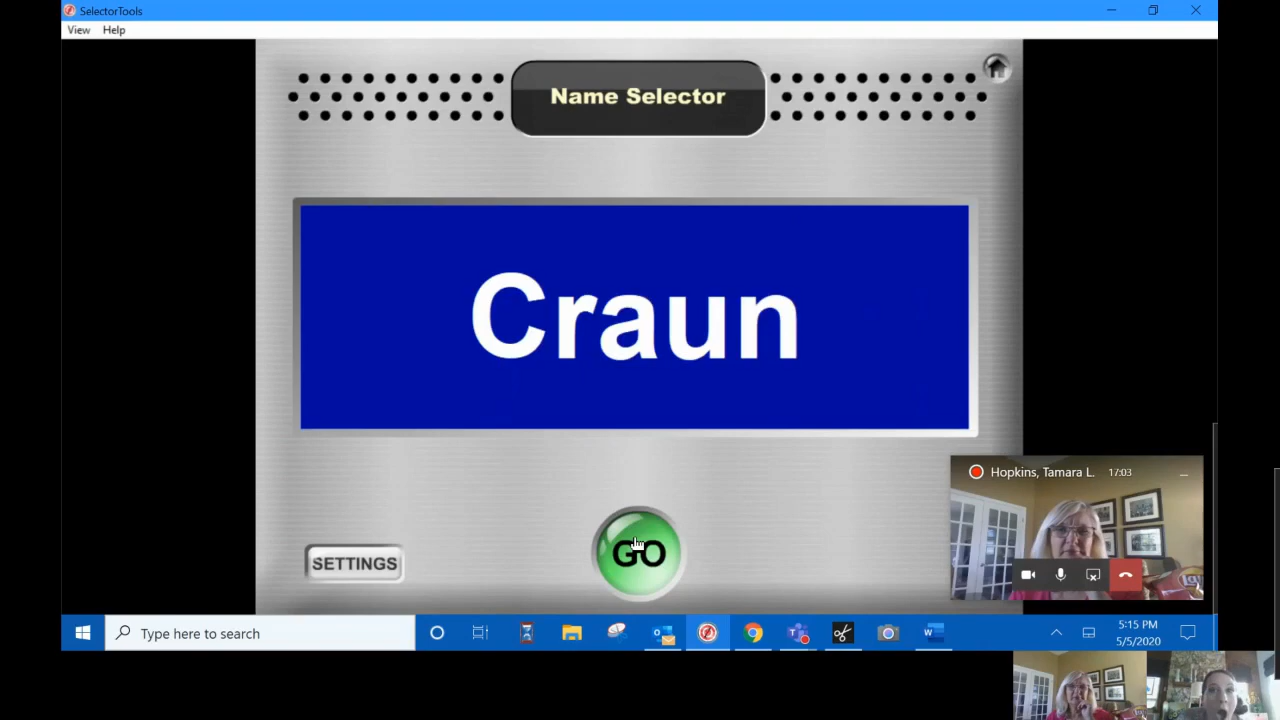 SelectorTools
View Help
Name Selector
Craun
Hopkins, Tamara L. 17:03
GO
SETTINGS
Type here to search
5:15 PM
5/5/2020